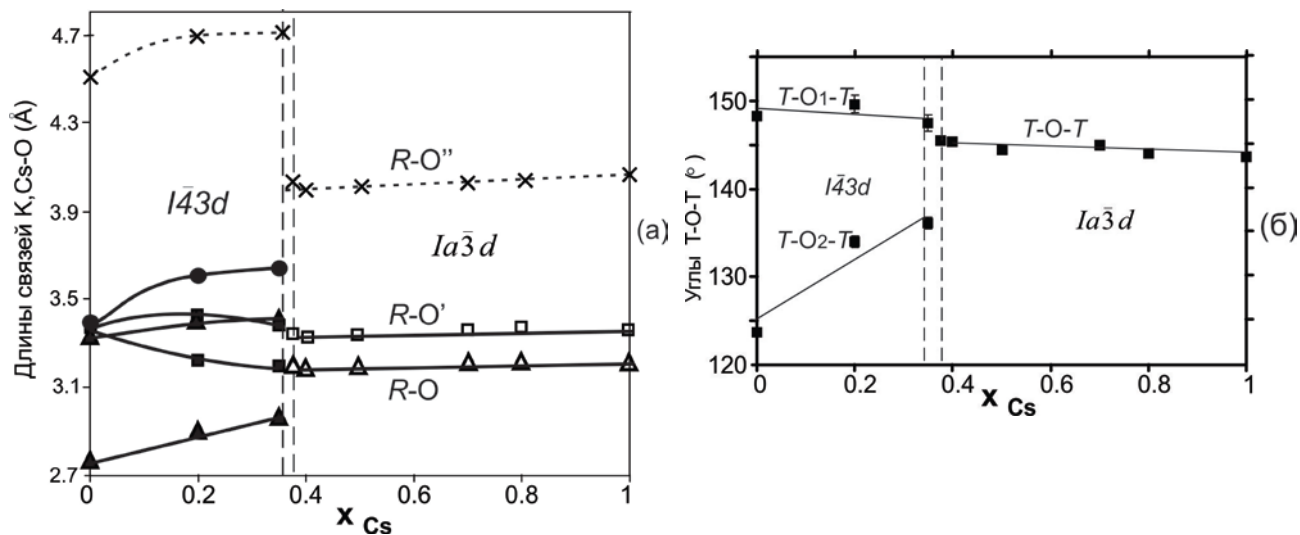 Длины связей K,Cs-O (Å)
4.7
4.3
3.9
3.5
3.1
2.7
R-O''
I4̄3d
Ia3̄d
R-O'
R-O
0
0.2
0.4
0.6
0.8
1
x Cs
(а)
Углы T-O-T (°)
150
140
130
120
T-O1-T
T-O-T
I4̄3d
Ia3̄d
T-O2-T
0
0.2
0.4
0.6
0.8
1
x Cs
(б)